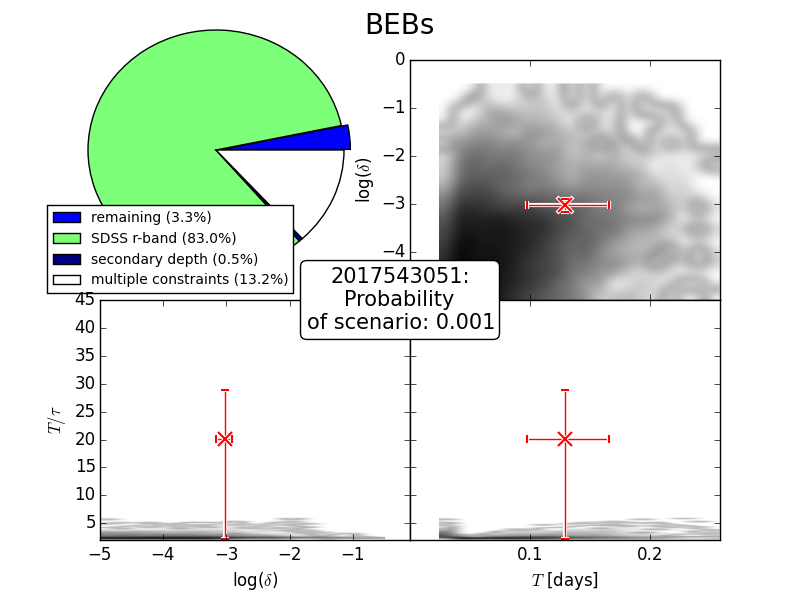 BEBs
remaining (3.3%)
SDSS r-band (83.0%)
secondary depth (0.5%)
multiple constraints (13.2%)
0
−1
−2
−3
−4
log(δ)
2017543051:
Probability
of scenario: 0.001
45
40
35
30
25
20
15
10
5
T/τ
−5 −4 −3 −2 −1
log(δ)
0.1 0.2
T [days]